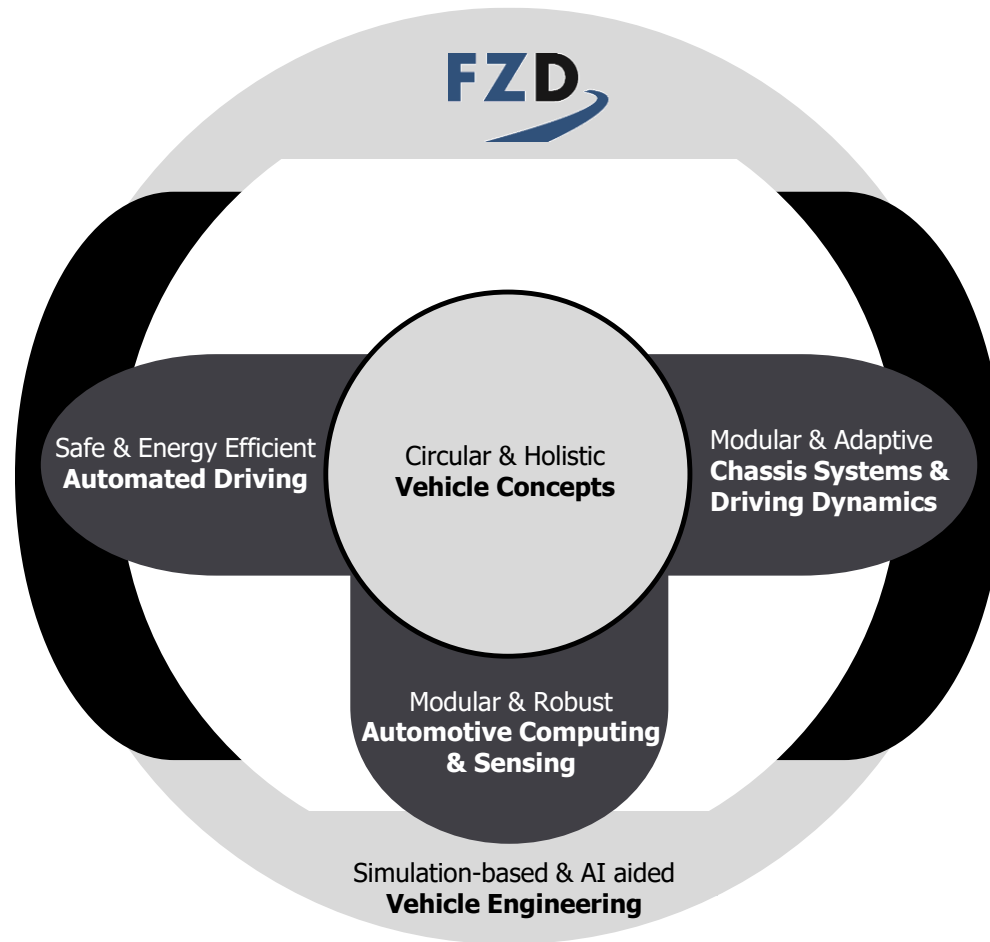 FZD
Safe & Energy Efficient
Automated Driving
Circular & Holistic
Vehicle Concepts
Modular & Adaptive
Chassis Systems &
Driving Dynamics
Modular & Robust
Automotive Computing
& Sensing
Simulation-based & AI aided
Vehicle Engineering